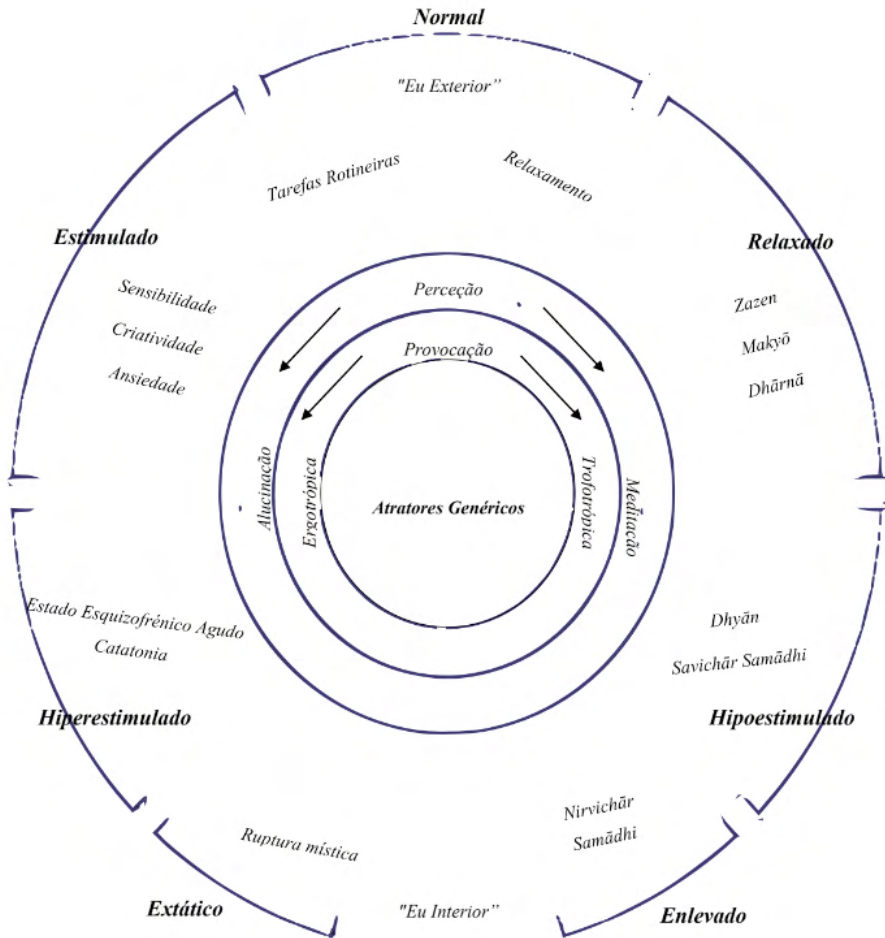 Normal
"Eu Exterior”
Tarefas Rotineiras
Relaxamento
Estimulado
Relaxado
Sensibilidade
Criatividade
Ansiedade
Perceção
Provocação
Zazen
Makyō
Dhārnā
Alucinação
Ergotrópica
Atratores Genéricos
Trofotrópica
Meditacão
Estado Esquizofrénico Agudo
Catatonia
Dhyān
Savichār Samādhi
Hiperestimulado
Hipoestimulado
Ruptura mística
Nirvichār
Samādhi
Extático
"Eu Interior”
Enlevado